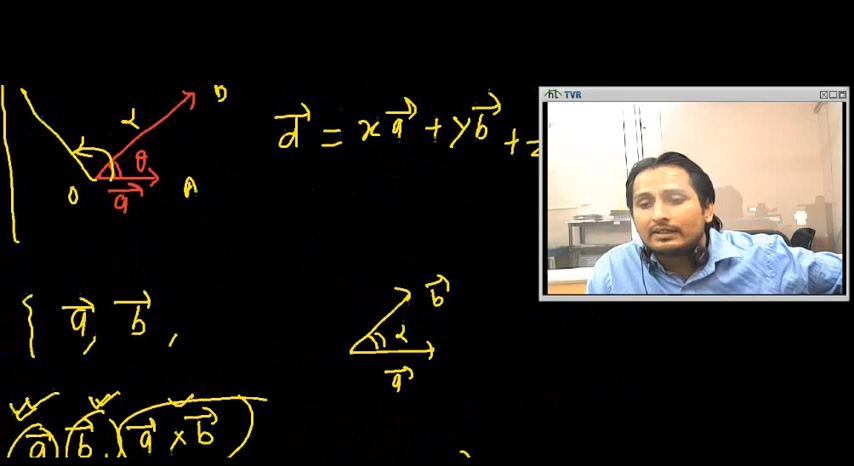 B
α
d⃗ = x a⃗ + y b⃗ + z
θ
O a⃗ A
TVR
{ a⃗, b⃗,
b⃗
α
a⃗
(a⃗) (b⃗) (a⃗ × b⃗)